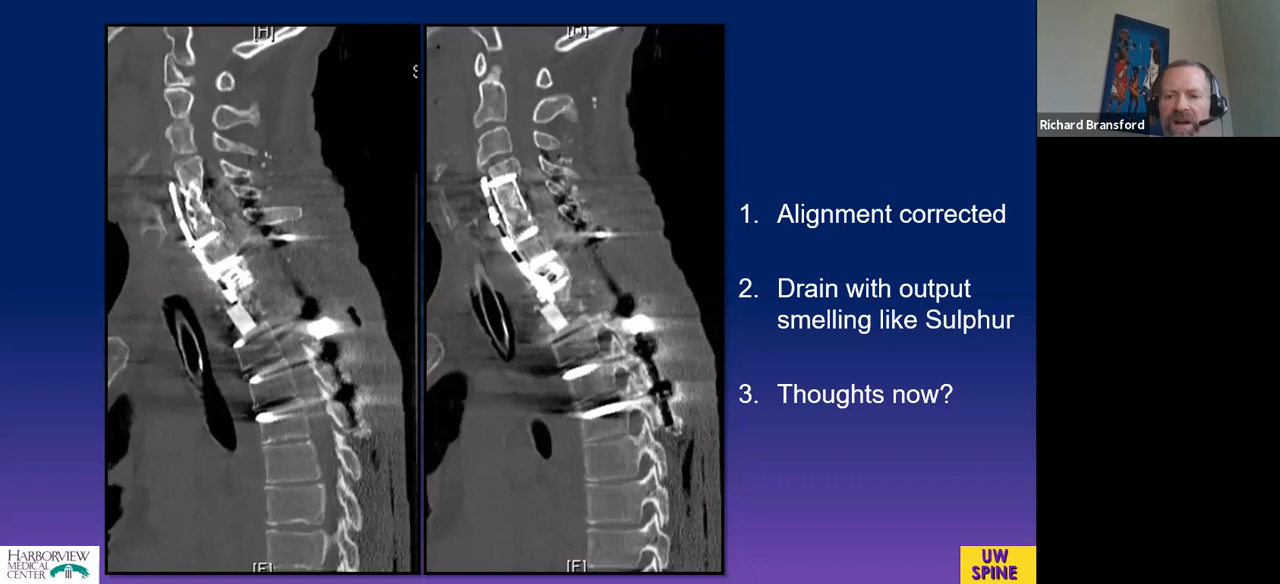 [H]
S
Richard Bransford
1. Alignment corrected
2. Drain with output
smelling like Sulphur
3. Thoughts now?
HARBORVIEW
MEDICAL
CENTER
UW
SPINE